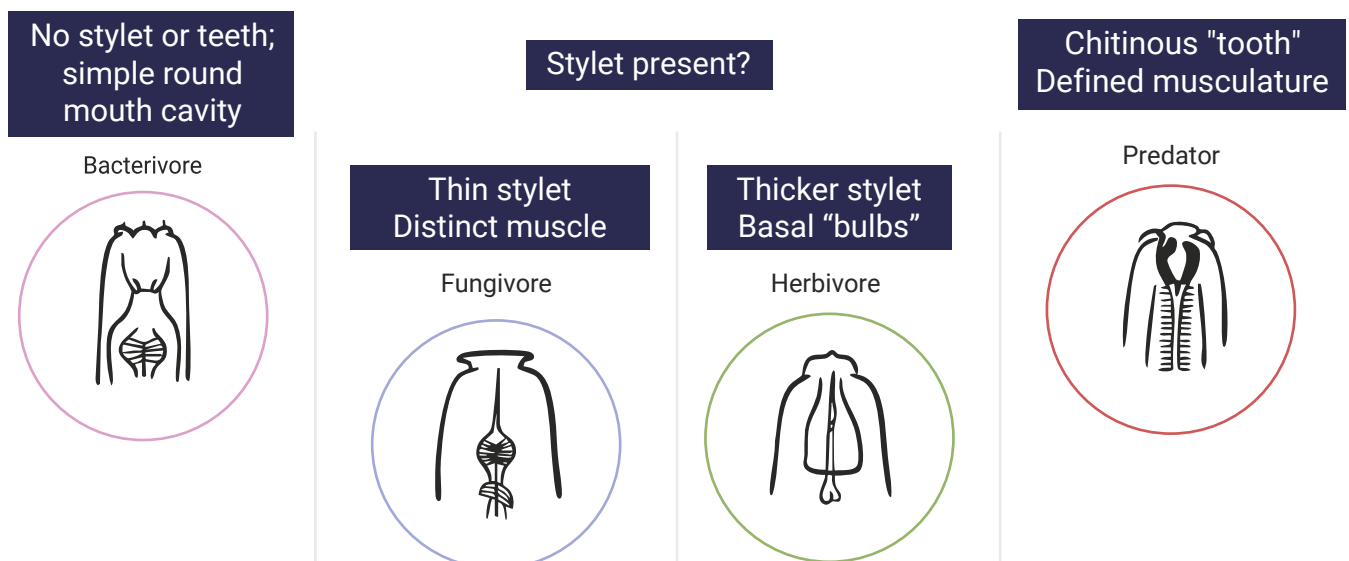 No stylet or teeth;
simple round
mouth cavity
Bacterivore
Stylet present?
Thin stylet
Distinct muscle
Fungivore
Thicker stylet
Basal “bulbs”
Herbivore
Chitinous "tooth"
Defined musculature
Predator